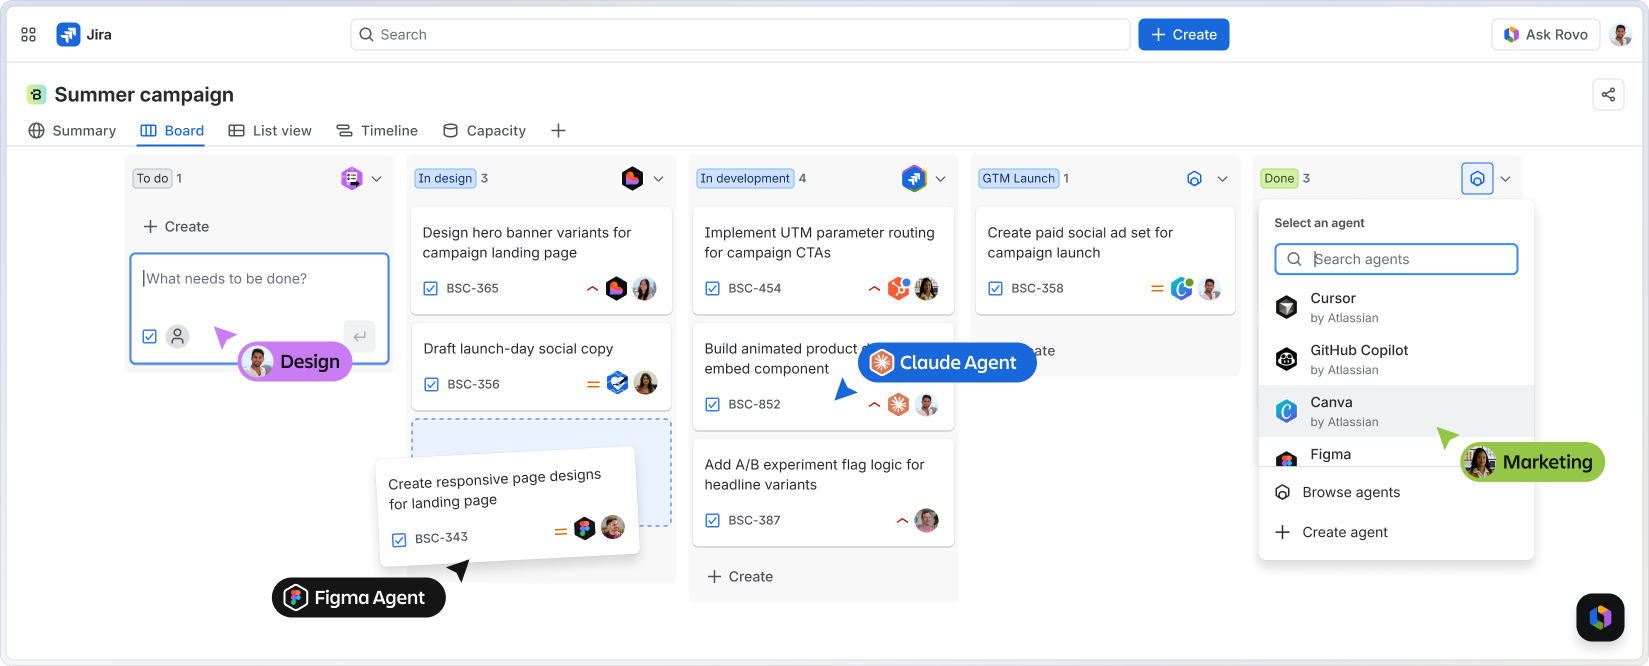 Jira
Search
Create
Ask Rovo
B
Summer campaign
Summary
Board
List view
Timeline
Capacity
To do 1
Create
What needs to be done?
Design
In design 3
Design hero banner variants for
campaign landing page
BSC-365
Draft launch-day social copy
BSC-356
Create responsive page designs
for landing page
BSC-343
Figma Agent
In development 4
Implement UTM parameter routing
for campaign CTAs
BSC-454
Build animated product
embed component
BSC-852
Claude Agent
Add A/B experiment flag logic for
headline variants
BSC-387
Create
GTM Launch 1
Create paid social ad set for
campaign launch
BSC-358
Done 3
Select an agent
Search agents
Cursor
by Atlassian
GitHub Copilot
by Atlassian
Canva
by Atlassian
Figma
Marketing
Browse agents
Create agent